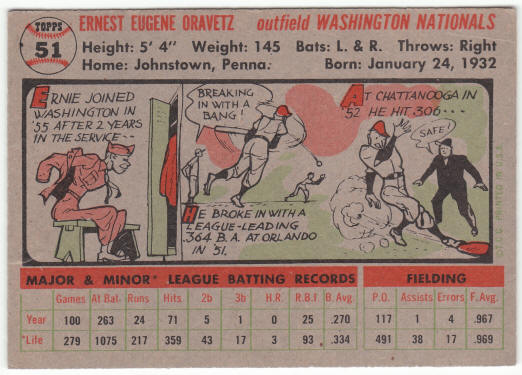 TOPPS
51
ERNEST EUGENE ORAVETZ outfield WASHINGTON NATIONALS
Height: 5' 4" Weight: 145 Bats: L. & R. Throws: Right
Home: Johnstown, Penna. Born: January 24, 1932
ERNIE JOINED
WASHINGTON IN
'55 AFTER 2 YEARS
IN THE SERVICE--
BREAKING
IN WITH A
BANG!
HE BROKE IN WITH A
LEAGUE-LEADING
.364 B.A. AT ORLANDO
IN '51.
AT CHATTANOOGA IN
'52 HE HIT .306---
SAFE!
©T.C.G. PRINTED IN U.S.A.
MAJOR & MINOR* LEAGUE BATTING RECORDS FIELDING
Games At Bat Runs Hits 2b 3b H.R. R.B.I B. Avg P.O. Assists Errors F. Avg.
Year 100 263 24 71 5 1 0 25 .270 117 1 4 .967
*Life 279 1075 217 359 43 17 3 93 .334 491 38 17 .969